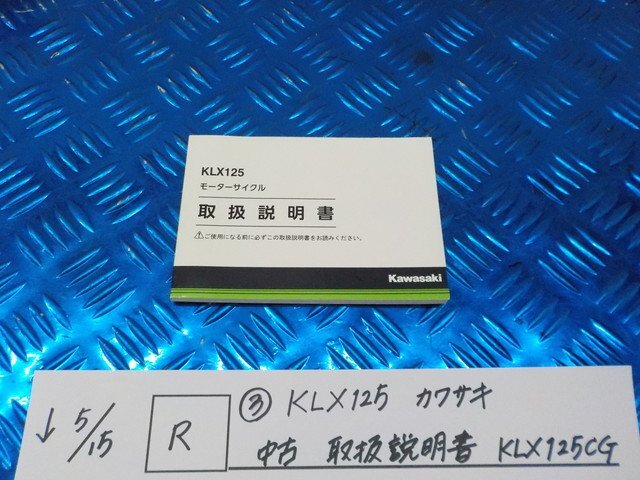 KLX125
モーターサイクル
取扱説明書
⚠ご使用になる前に必ずこの取扱説明書をお読みください。
Kawasaki
↓ 5/15 R ③ KLX125 カワサキ
中古 取扱説明書 KLX125CG